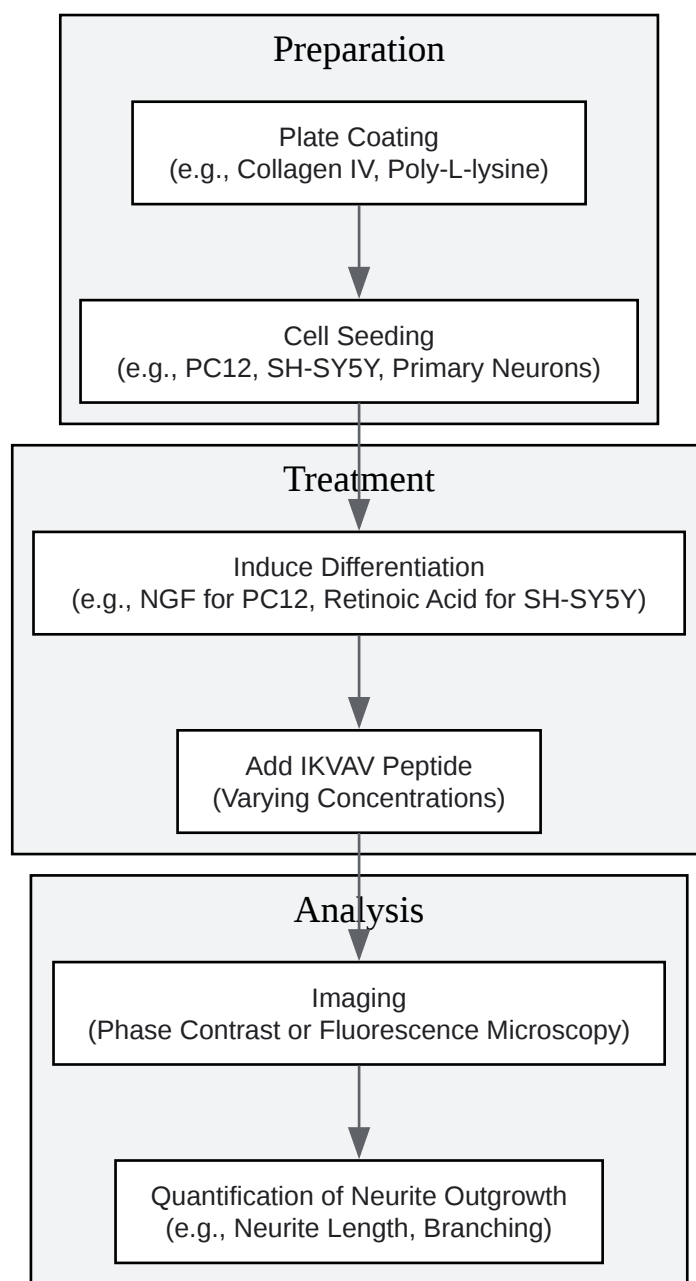 Preparation
Plate Coating
(e.g., Collagen IV, Poly-L-lysine)
Cell Seeding
(e.g., PC12, SH-SY5Y, Primary Neurons)
Treatment
Induce Differentiation
(e.g., NGF for PC12, Retinoic Acid for SH-SY5Y)
Add IKVAV Peptide
(Varying Concentrations)
Analysis
Imaging
(Phase Contrast or Fluorescence Microscopy)
Quantification of Neurite Outgrowth
(e.g., Neurite Length, Branching)